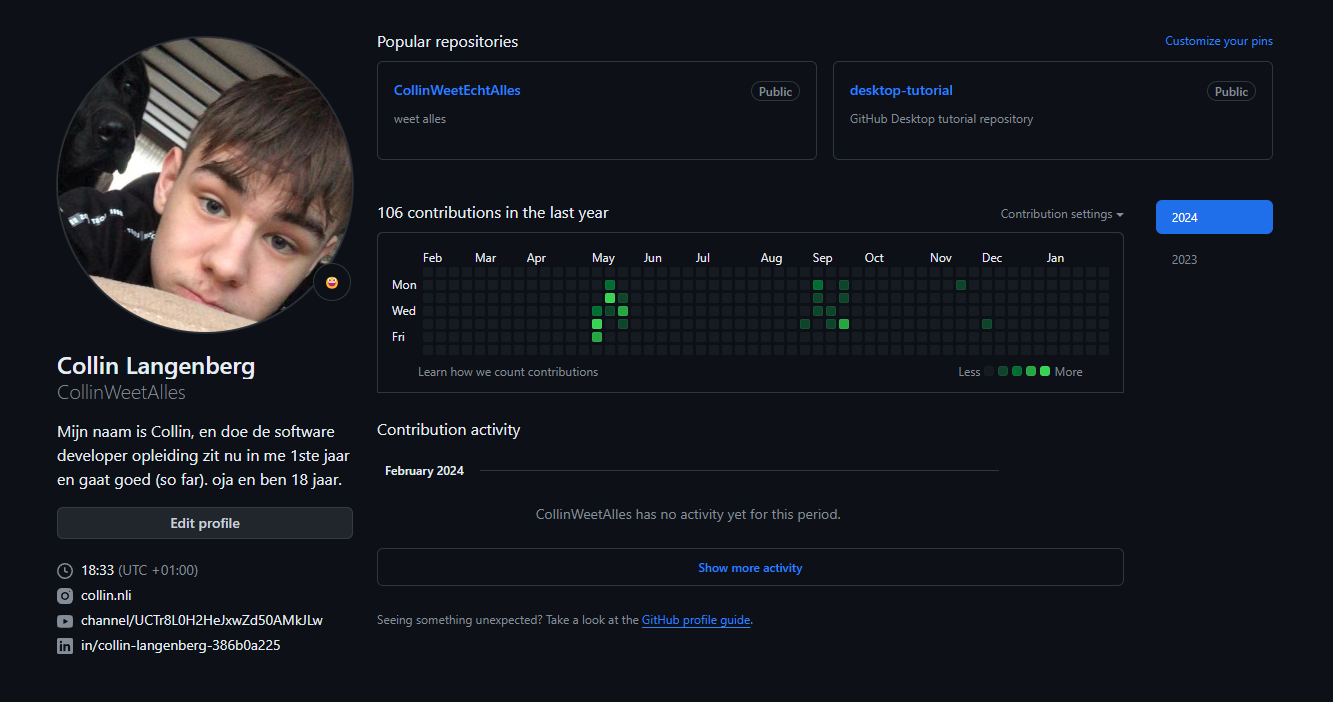 Popular repositories
Customize your pins
CollinWeetEchtAlles
Public
weet alles
desktop-tutorial
Public
GitHub Desktop tutorial repository
106 contributions in the last year
Contribution settings
2024
2023
Feb Mar Apr May Jun Jul Aug Sep Oct Nov Dec Jan
Mon
Wed
Fri
Learn how we count contributions
Less
More
Collin Langenberg
CollinWeetAlles
Mijn naam is Collin, en doe de software
developer opleiding zit nu in me 1ste jaar
en gaat goed (so far). oja en ben 18 jaar.
Edit profile
18:33 (UTC +01:00)
collin.nli
channel/UCTr8L0H2HeJxwZd50AMkJLw
in/collin-langenberg-386b0a225
Contribution activity
February 2024
CollinWeetAlles has no activity yet for this period.
Show more activity
Seeing something unexpected? Take a look at the GitHub profile guide.